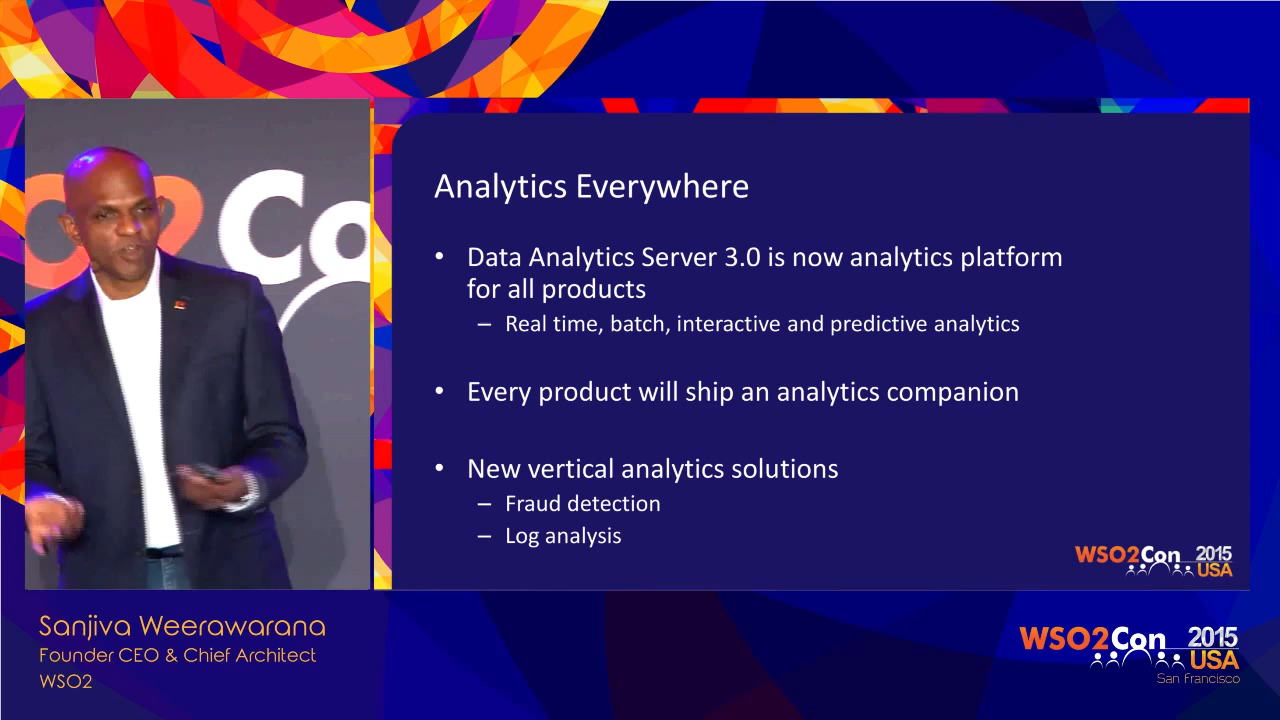 O2Co
Analytics Everywhere
• Data Analytics Server 3.0 is now analytics platform
for all products
– Real time, batch, interactive and predictive analytics
• Every product will ship an analytics companion
• New vertical analytics solutions
– Fraud detection
– Log analysis
WSO2Con 2015
USA
Sanjiva Weerawarana
Founder CEO & Chief Architect
WSO2
WSO2Con 2015
USA
San Francisco